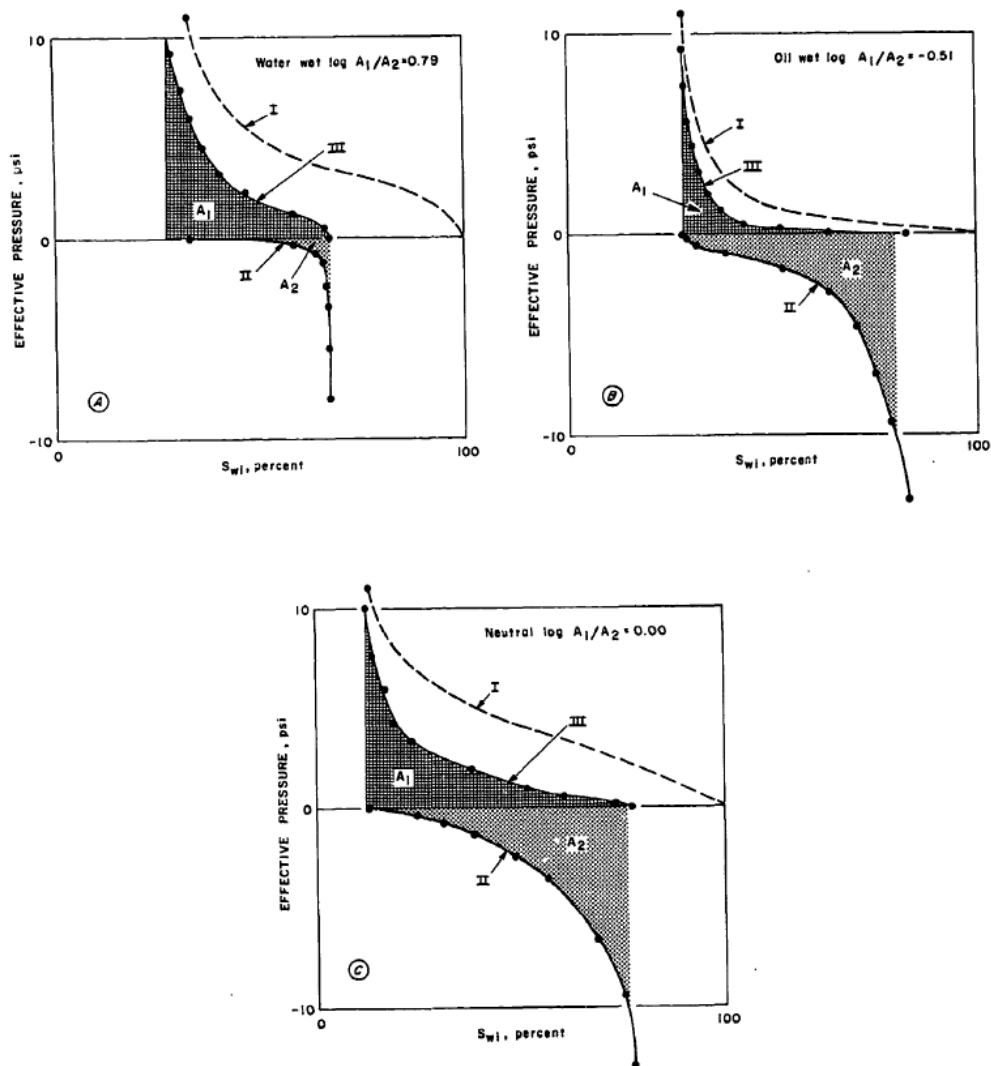 10
Water wet log A1/A2=0.79
I
III
A1
0
II
A2
A
-10
0
100
Swi, percent
EFFECTIVE PRESSURE, psi
10
Oil wet log A1/A2=-0.51
I
III
A1
0
A2
II
B
-10
0
100
Swi, percent
EFFECTIVE PRESSURE, psi
10
Neutral log A1/A2=0.00
I
III
A1
0
A2
II
C
-10
0
100
Swi, percent
EFFECTIVE PRESSURE, psi